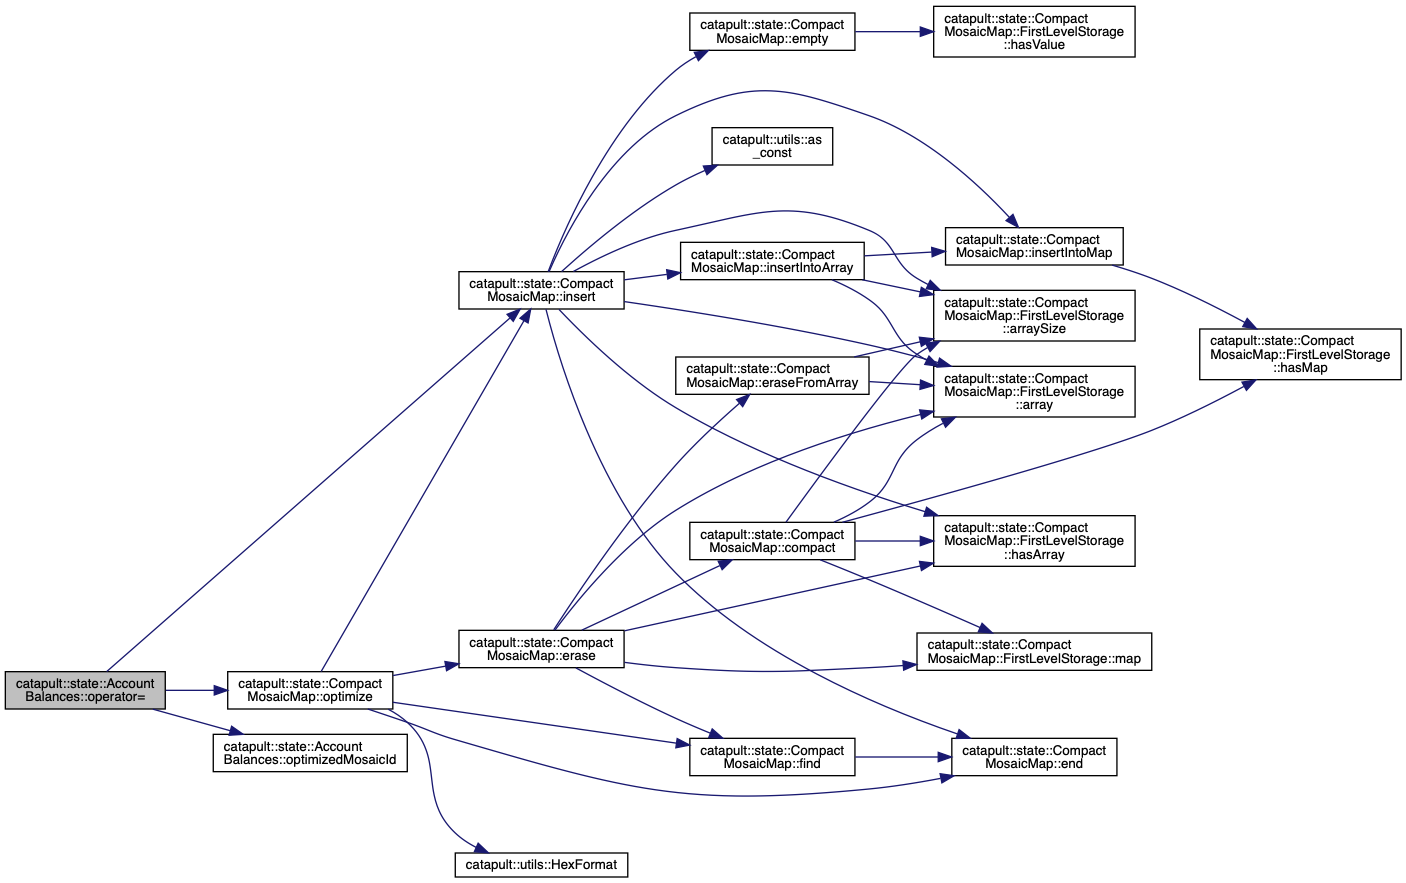 catapult::state::Compact
MosaicMap::empty
catapult::state::Compact
MosaicMap::FirstLevelStorage
::hasValue
catapult::utils::as
_const
catapult::state::Compact
MosaicMap::insertIntoMap
catapult::state::Compact
MosaicMap::insertIntoArray
catapult::state::Compact
MosaicMap::insert
catapult::state::Compact
MosaicMap::FirstLevelStorage
::arraySize
catapult::state::Compact
MosaicMap::FirstLevelStorage
::hasMap
catapult::state::Compact
MosaicMap::eraseFromArray
catapult::state::Compact
MosaicMap::FirstLevelStorage
::array
catapult::state::Compact
MosaicMap::compact
catapult::state::Compact
MosaicMap::FirstLevelStorage
::hasArray
catapult::state::Compact
MosaicMap::erase
catapult::state::Compact
MosaicMap::FirstLevelStorage::map
catapult::state::Account
Balances::operator=
catapult::state::Compact
MosaicMap::optimize
catapult::state::Account
Balances::optimizedMosaicId
catapult::state::Compact
MosaicMap::find
catapult::state::Compact
MosaicMap::end
catapult::utils::HexFormat